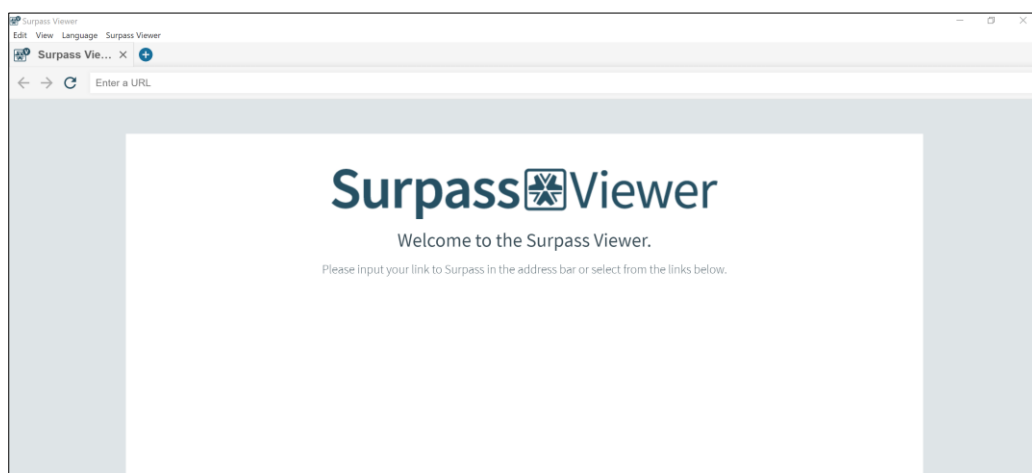 Surpass Viewer
Edit View Language Surpass Viewer
Surpass Vie...
Enter a URL
Surpass Viewer
Welcome to the Surpass Viewer.
Please input your link to Surpass in the address bar or select from the links below.